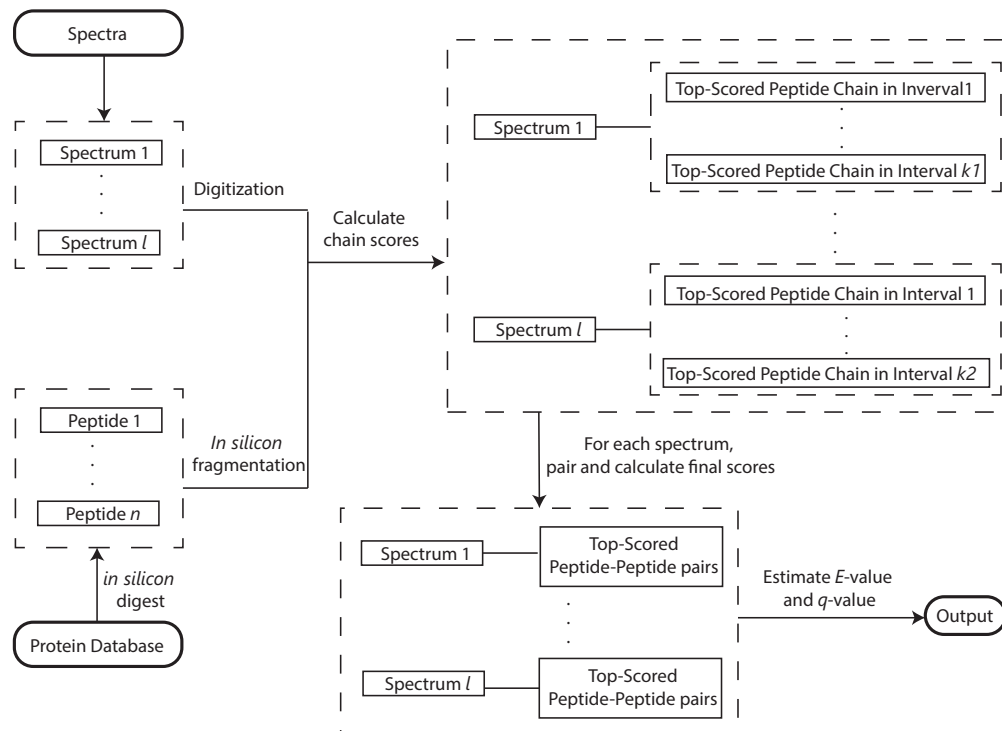 Spectra
Spectrum 1
Spectrum l
Digitization
Peptide 1
Peptide n
In silicon
fragmentation
in silicon
digest
Protein Database
Calculate
chain scores
Spectrum 1
Top-Scored Peptide Chain in Inverval1
Top-Scored Peptide Chain in Interval k1
Spectrum l
Top-Scored Peptide Chain in Interval 1
Top-Scored Peptide Chain in Interval k2
For each spectrum,
pair and calculate final scores
Spectrum 1
Top-Scored
Peptide-Peptide pairs
Spectrum l
Top-Scored
Peptide-Peptide pairs
Estimate E-value
and q-value
Output